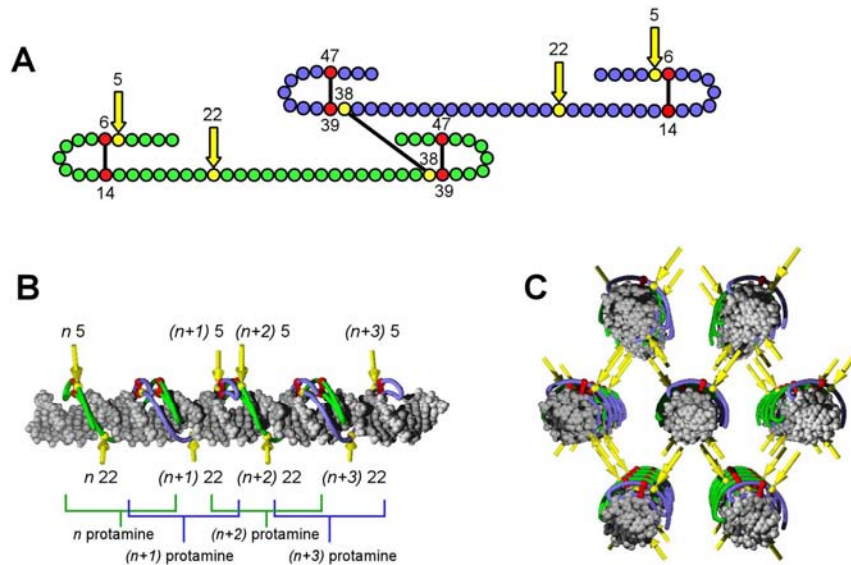 A
5
22
6
14
38
47
39
47
38
39
22
5
6
14
B
n 5
(n+1) 5
(n+2) 5
(n+3) 5
n 22
(n+1) 22
(n+2) 22
(n+3) 22
n protamine
(n+2) protamine
(n+1) protamine
(n+3) protamine
C